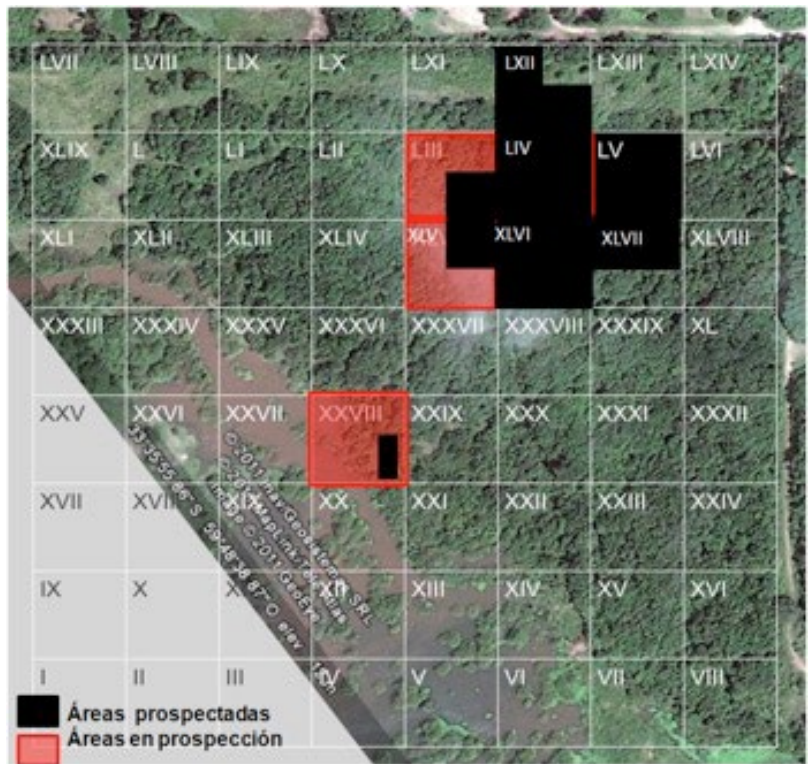 LVII LVIII LIX LX LXI LXII LXIII LXIV
XLIX L LI LII LIII LIV LV LVI
XLI XLII XLIII XLIV XLV XLVI XLVII XLVIII
XXXIII XXXIV XXXV XXXVI XXXVII XXXVIII XXXIX XL
XXV XXVI XXVII XXVIII XXIX XXX XXXI XXXII
XVII XVIII XIX XX XXI XXII XXIII XXIV
IX X XII XIII XIV XV XVI
I II III IV V VI VII VIII
© 2011 GeoEye
Áreas prospectadas
Áreas en prospección